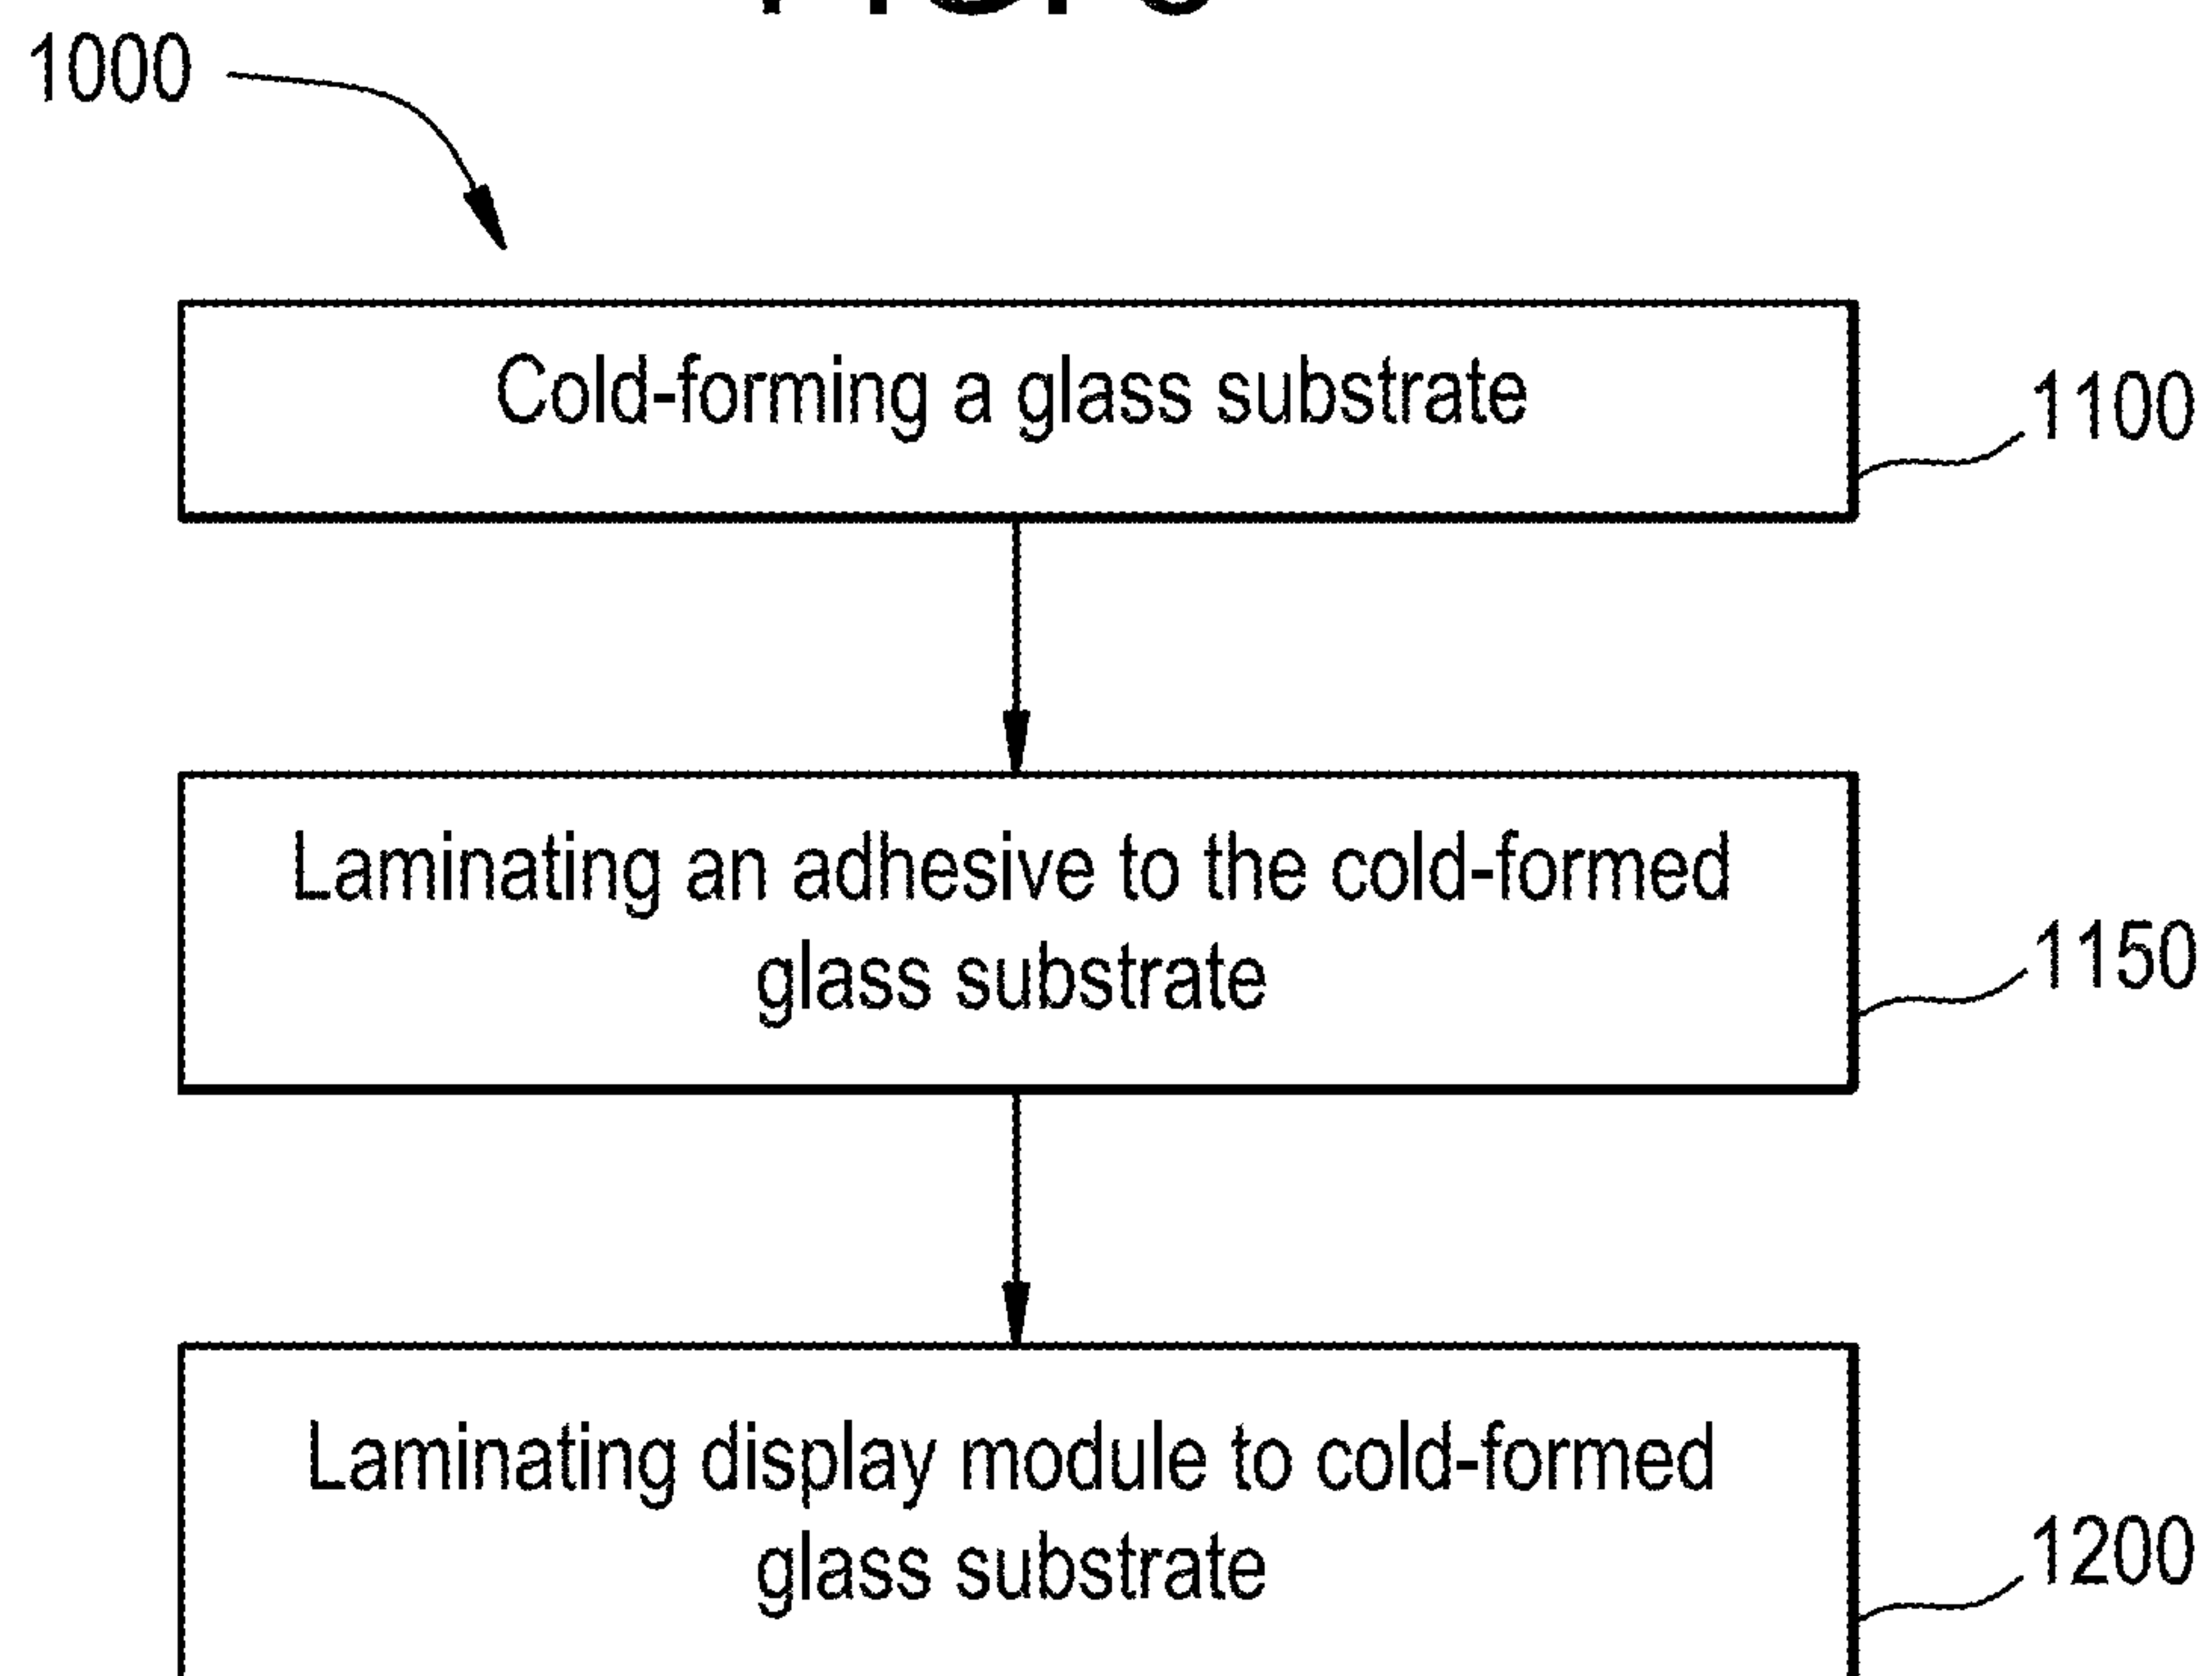 1000
Cold-forming a glass substrate
1100
Laminating an adhesive to the cold-formed
glass substrate
1150
Laminating display module to cold-formed
glass substrate
1200